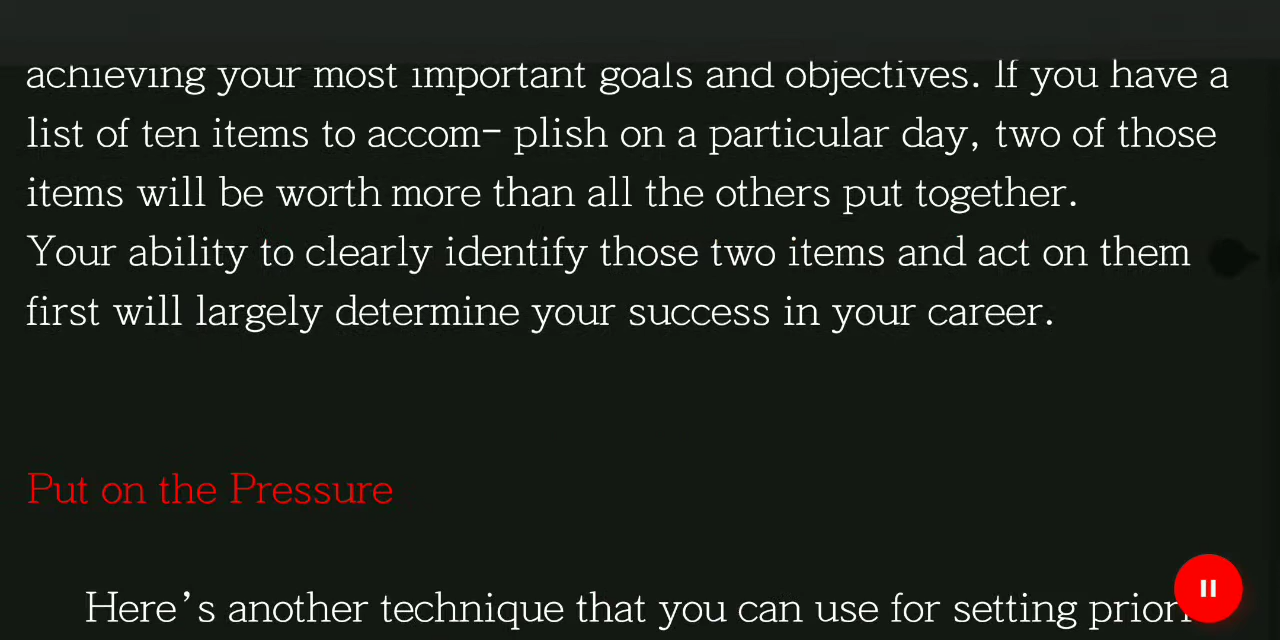 achieving your most important goals and objectives. If you have a
list of ten items to accom- plish on a particular day, two of those
items will be worth more than all the others put together.
Your ability to clearly identify those two items and act on them
first will largely determine your success in your career.
Put on the Pressure
Here's another technique that you can use for setting